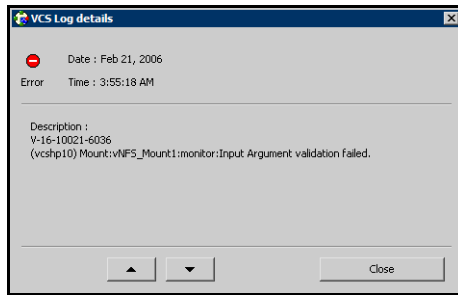 VCS Log details
Date : Feb 21, 2006
Error Time : 3:55:18 AM
Description :
V-16-10021-6036
(vcshp10) Mount:vNFS_Mount1:monitor:Input Argument validation failed.
Close